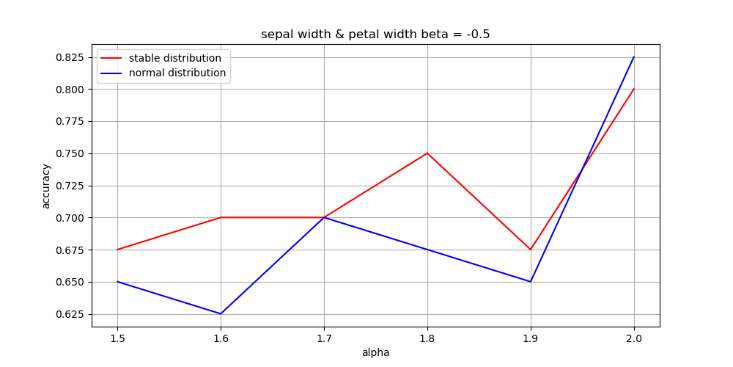 sepal width & petal width beta = -0.5
stable distribution
normal distribution
0.825
0.800
0.775
0.750
0.725
0.700
0.675
0.650
0.625
accuracy
1.5 1.6 1.7 1.8 1.9 2.0
alpha